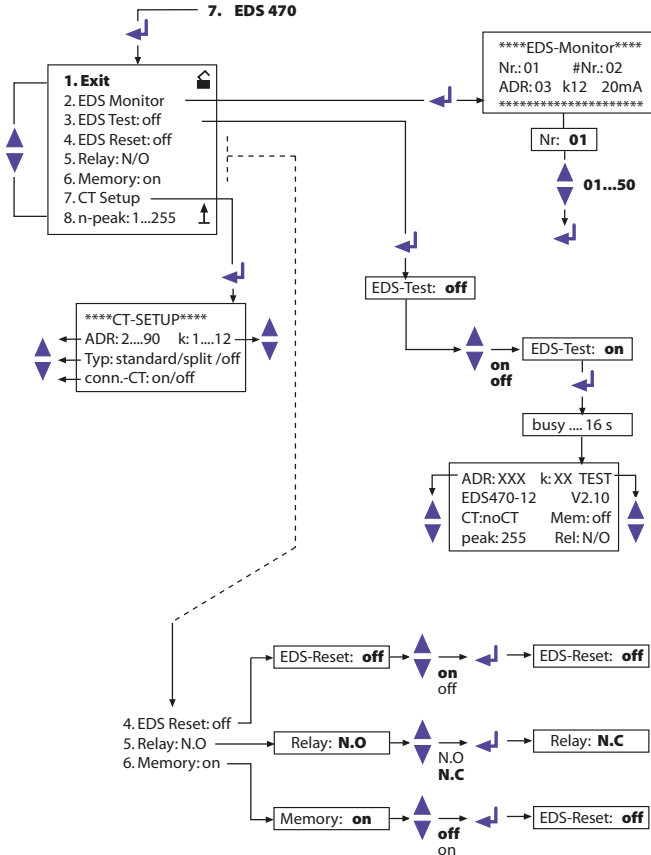 7. EDS 470
1. Exit
2. EDS Monitor
3. EDS Test: off
4. EDS Reset: off
5. Relay: N/O
6. Memory: on
7. CT Setup
8. n-peak: 1...255
****EDS-Monitor****
Nr.: 01 #Nr.: 02
ADR: 03 k12 20mA
********************
Nr: 01
01...50
****CT-SETUP****
ADR: 2....90 k: 1....12
Typ: standard/split /off
conn.-CT: on/off
EDS-Test: off
on
off
EDS-Test: on
busy .... 16 s
ADR: XXX k: XX TEST
EDS470-12 V2.10
CT:noCT Mem: off
peak: 255 Rel: N/O
4. EDS Reset: off
5. Relay: N.O
6. Memory: on
EDS-Reset: off
on
off
EDS-Reset: off
Relay: N.O
N.O
N.C
Relay: N.C
Memory: on
off
on
EDS-Reset: off